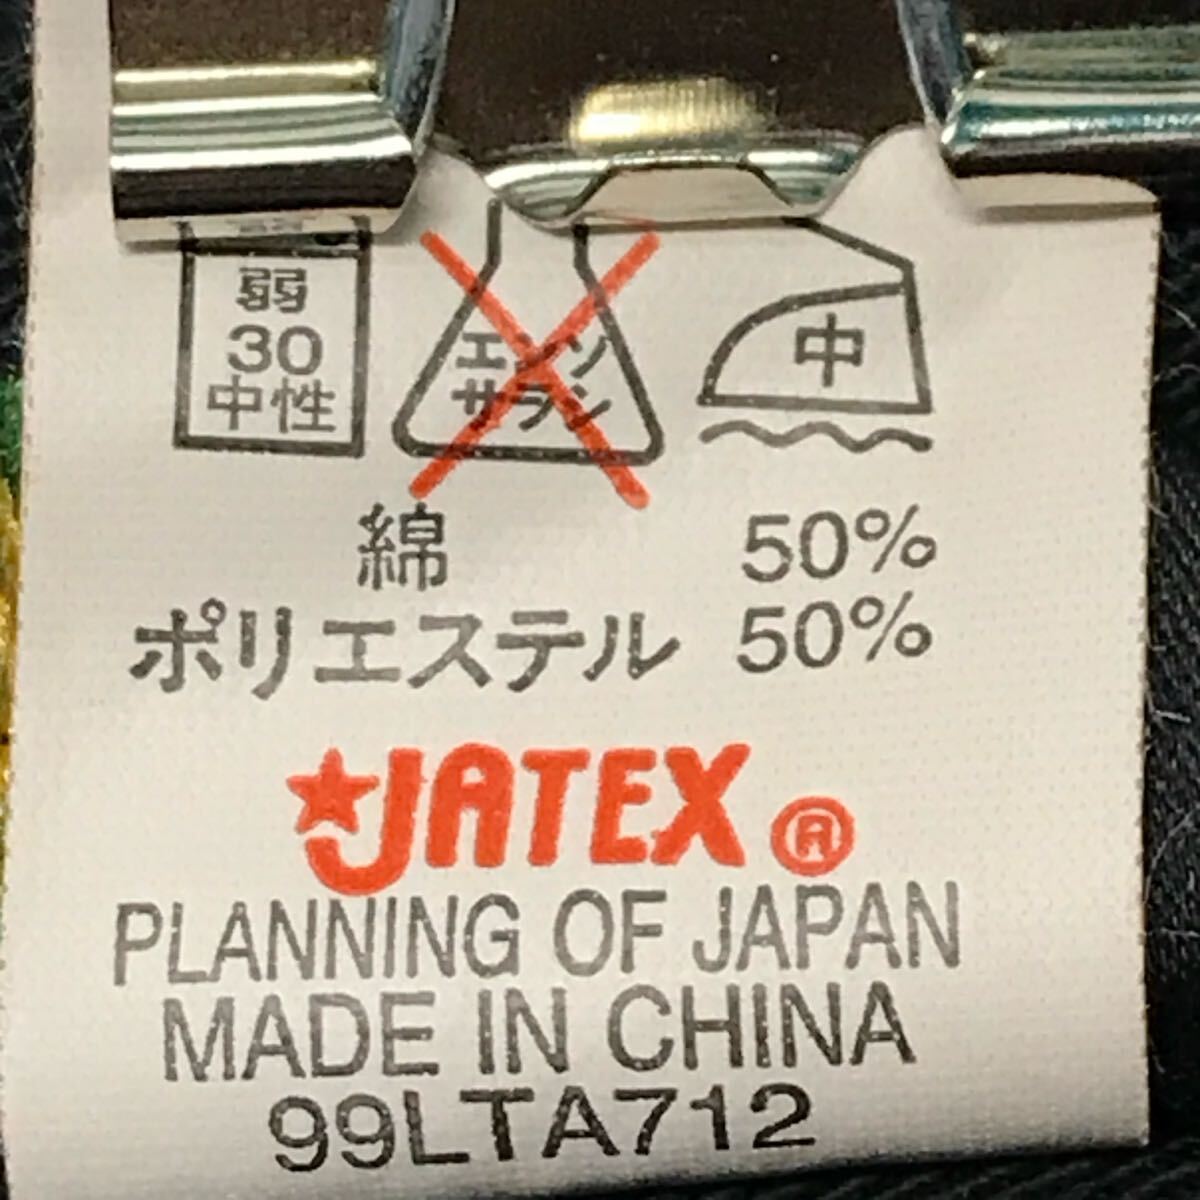 弱
30
中性
エンソ
サラシ
中
綿 50%
ポリエステル 50%
JATEX ®
PLANNING OF JAPAN
MADE IN CHINA
99LTA712